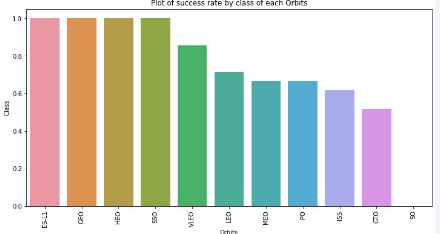 Plot of success rate by class of each Orbits
1.0
0.8
0.6
0.4
0.2
0.0
Class
ES-L1 GEO HEO SSO VLEO LEO MEO PO ISS GTO SO
Orbits